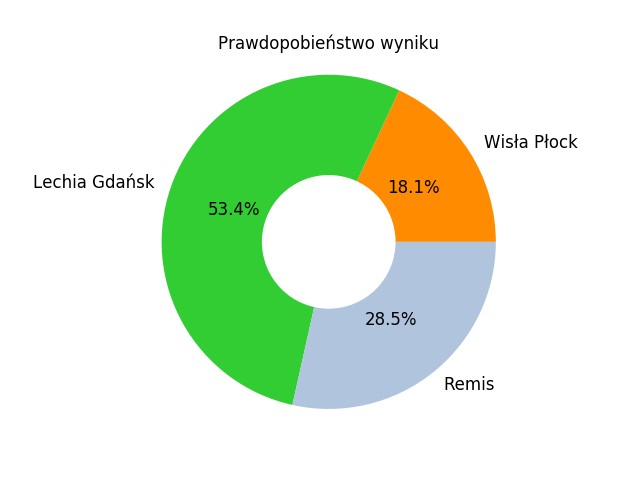 Prawdopobieństwo wyniku
Wisła Płock
18.1%
Lechia Gdańsk
53.4%
28.5%
Remis